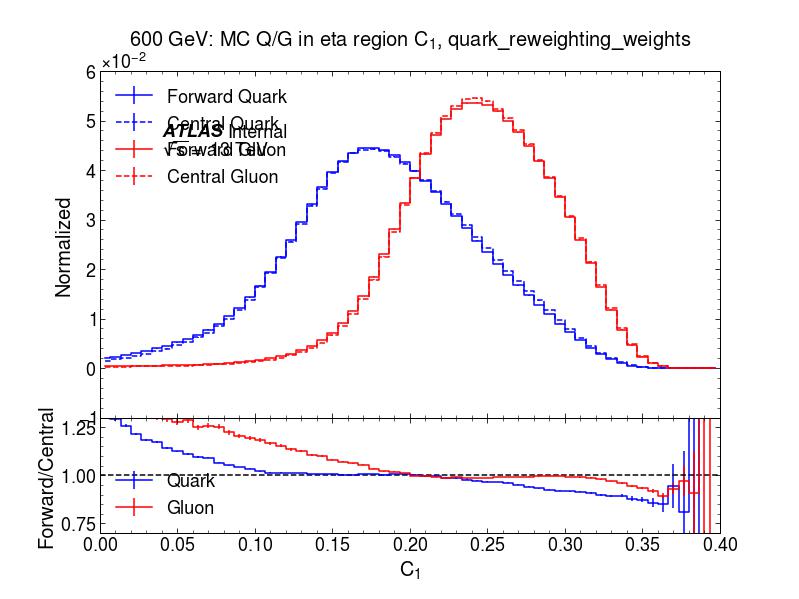 600 GeV: MC Q/G in eta region C₁, quark_reweighting_weights
×10⁻²
Forward Quark
Central Quark
ATLAS Internal
√s = 13 TeV
Forward Gluon
Central Gluon
Normalized
6
5
4
3
2
1
0
−1
Forward/Central
1.25
1.00
0.75
Quark
Gluon
0.00 0.05 0.10 0.15 0.20 0.25 0.30 0.35 0.40
C₁